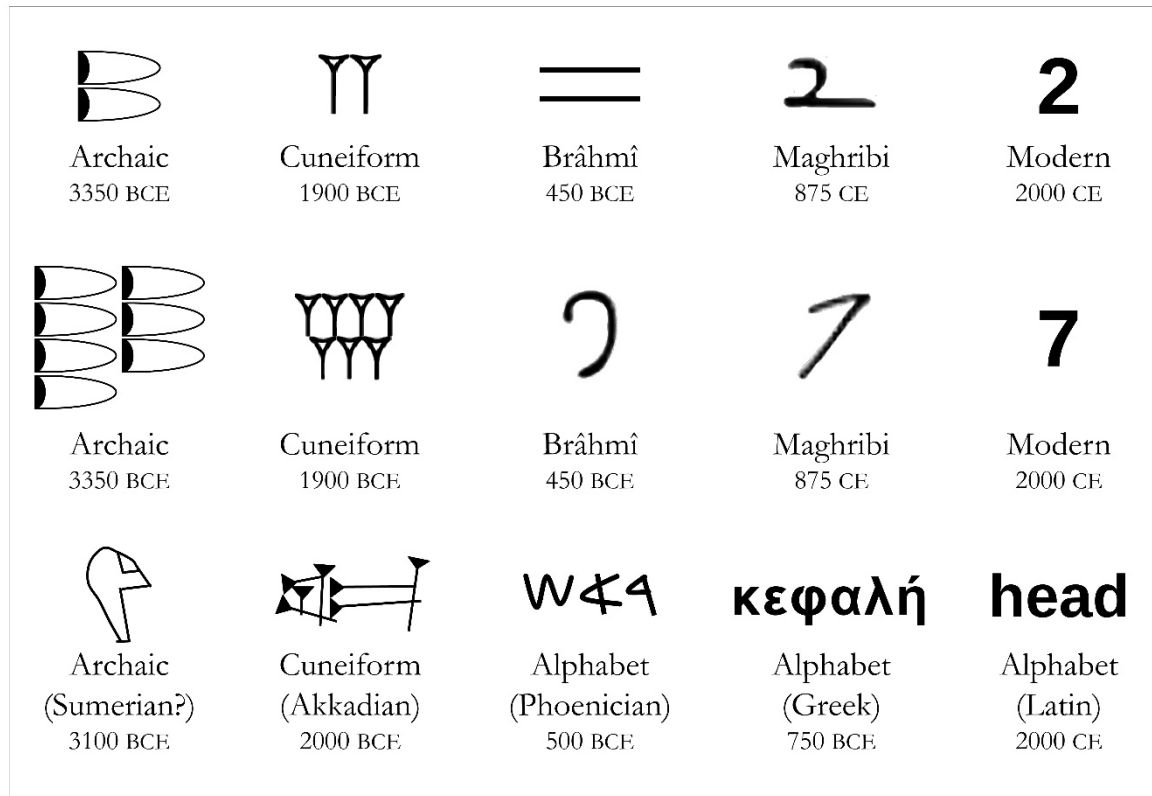 2
Archaic Cuneiform Brâhmî Maghribi Modern
3350 BCE 1900 BCE 450 BCE 875 CE 2000 CE
7
Archaic Cuneiform Brâhmî Maghribi Modern
3350 BCE 1900 BCE 450 BCE 875 CE 2000 CE
𐤓𐤀𐤔 κεφαλή head
Archaic Cuneiform Alphabet Alphabet Alphabet
(Sumerian?) (Akkadian) (Phoenician) (Greek) (Latin)
3100 BCE 2000 BCE 500 BCE 750 BCE 2000 CE